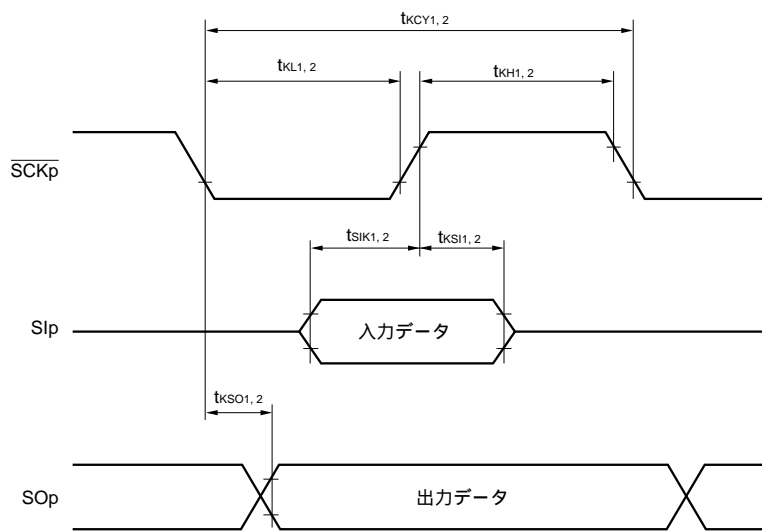 tKCY1, 2
tKL1, 2
tKH1, 2
SCKp
tSIK1, 2
tKSI1, 2
SIp
入力データ
tKSO1, 2
SOp
出力データ